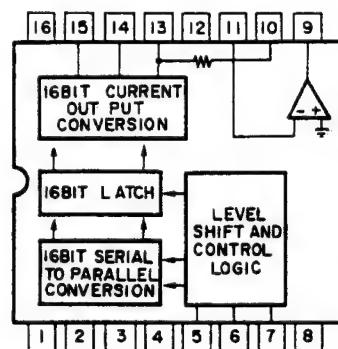 16 15 14 13 12 11 10 9
16BIT CURRENT
OUT PUT
CONVERSION
- +
16BIT LATCH
LEVEL
SHIFT AND
CONTROL
LOGIC
16BIT SERIAL
TO PARALLEL
CONVERSION
1 2 3 4 5 6 7 8